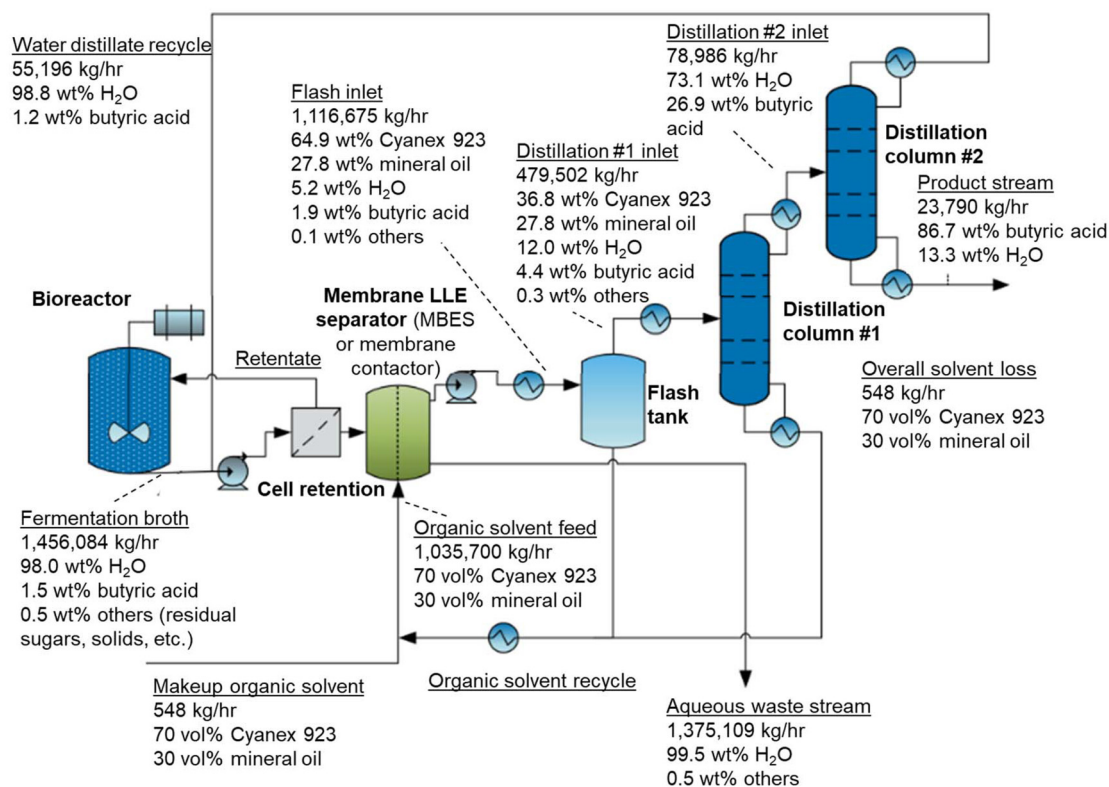 Water distillate recycle
55,196 kg/hr
98.8 wt% H₂O
1.2 wt% butyric acid
Flash inlet
1,116,675 kg/hr
64.9 wt% Cyanex 923
27.8 wt% mineral oil
5.2 wt% H₂O
1.9 wt% butyric acid
0.1 wt% others
Distillation #1 inlet
479,502 kg/hr
36.8 wt% Cyanex 923
27.8 wt% mineral oil
12.0 wt% H₂O
4.4 wt% butyric acid
0.3 wt% others
Distillation #2 inlet
78,986 kg/hr
73.1 wt% H₂O
26.9 wt% butyric
acid
Distillation
column #2
Product stream
23,790 kg/hr
86.7 wt% butyric acid
13.3 wt% H₂O
Bioreactor
Retentate
Membrane LLE
separator (MBES
or membrane
contactor)
Flash
tank
Distillation
column #1
Overall solvent loss
548 kg/hr
70 vol% Cyanex 923
30 vol% mineral oil
Cell retention
Fermentation broth
1,456,084 kg/hr
98.0 wt% H₂O
1.5 wt% butyric acid
0.5 wt% others (residual
sugars, solids, etc.)
Organic solvent feed
1,035,700 kg/hr
70 vol% Cyanex 923
30 vol% mineral oil
Organic solvent recycle
Makeup organic solvent
548 kg/hr
70 vol% Cyanex 923
30 vol% mineral oil
Aqueous waste stream
1,375,109 kg/hr
99.5 wt% H₂O
0.5 wt% others